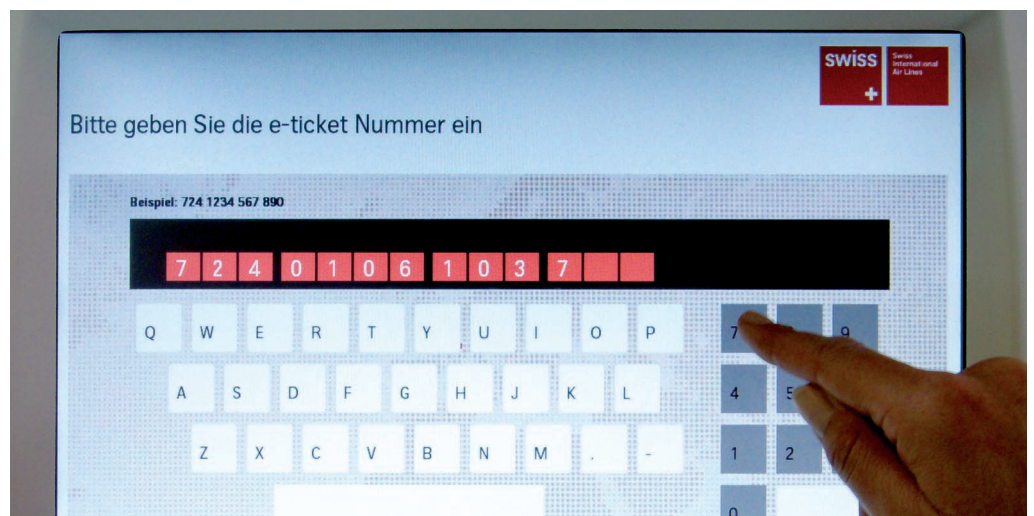 swiss
Swiss
International
Air Lines
Bitte geben Sie die e-ticket Nummer ein
Beispiel: 724 1234 567 890
7 2 4 0 1 0 6 1 0 3 7
Q W E R T Y U I O P 7 9
A S D F G H J K L 4 5
Z X C V B N M . - 1 2
0